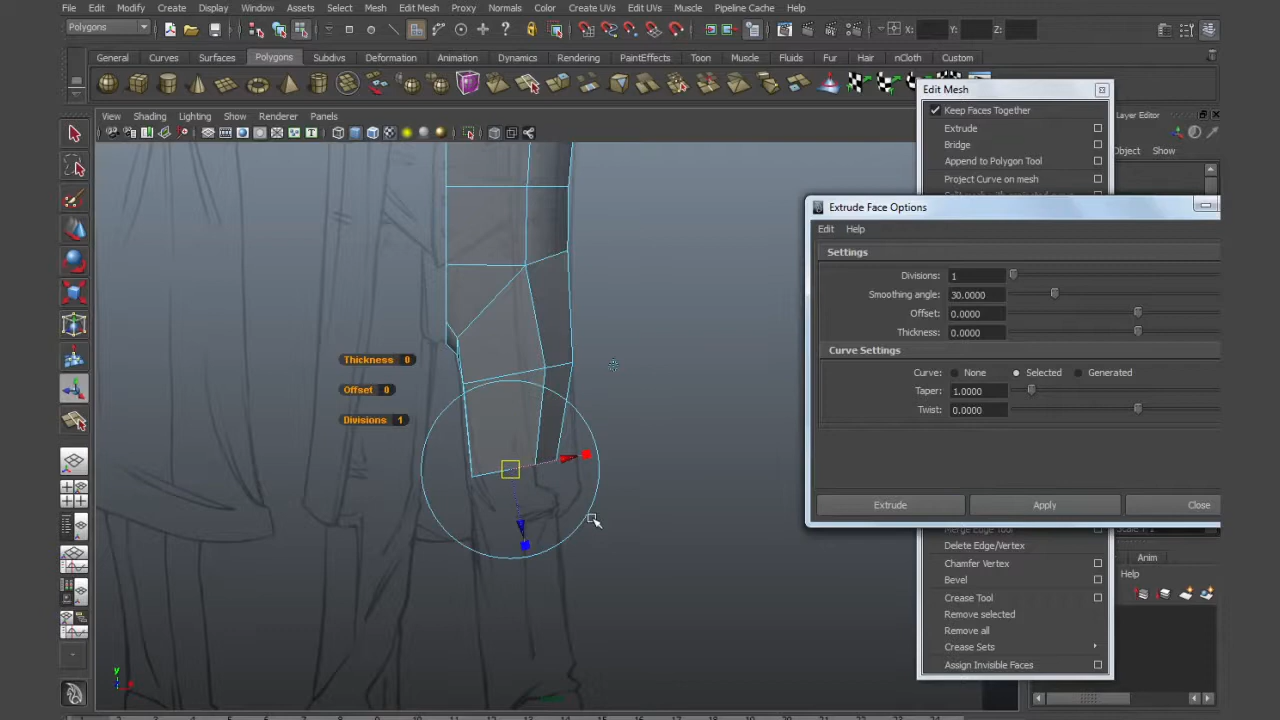 File Edit Modify Create Display Window Assets Select Mesh Edit Mesh Proxy Normals Color Create UVs Edit UVs Muscle Pipeline Cache Help
Polygons X: Y: Z:
General Curves Surfaces Polygons Subdivs Deformation Animation Dynamics Rendering PaintEffects Toon Muscle Fluids Fur Hair nCloth Custom
View Shading Lighting Show Renderer Panels
Edit Mesh
Keep Faces Together
Extrude
Bridge
Append to Polygon Tool
Project Curve on mesh
Layer Editor
Object Show
Extrude Face Options
Edit Help
Settings
Divisions: 1
Smoothing angle: 30.0000
Offset: 0.0000
Thickness: 0.0000
Curve Settings
Curve: None Selected Generated
Taper: 1.0000
Twist: 0.0000
Extrude Apply Close
Thickness 0
Offset 0
Divisions 1
Delete Edge/Vertex
Chamfer Vertex
Bevel
Crease Tool
Remove selected
Remove all
Crease Sets
Assign Invisible Faces
Anim
Help
y